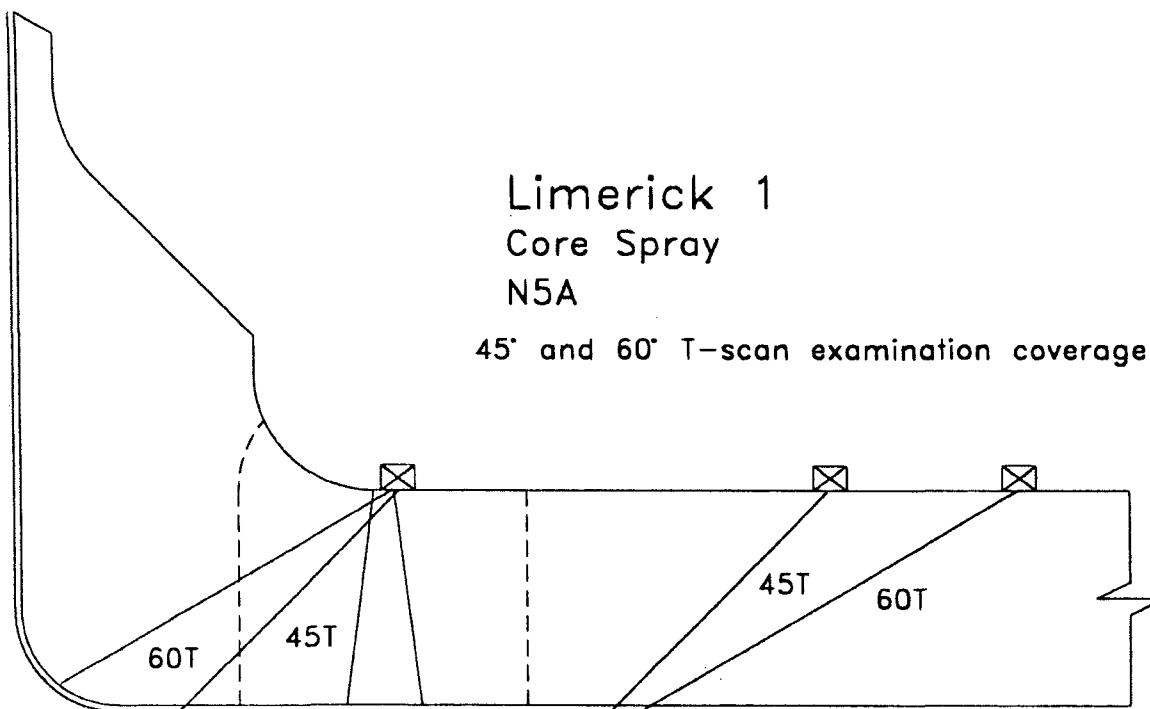 Limerick 1
Core Spray
N5A
45° and 60° T-scan examination coverage
45T
60T
45T
60T